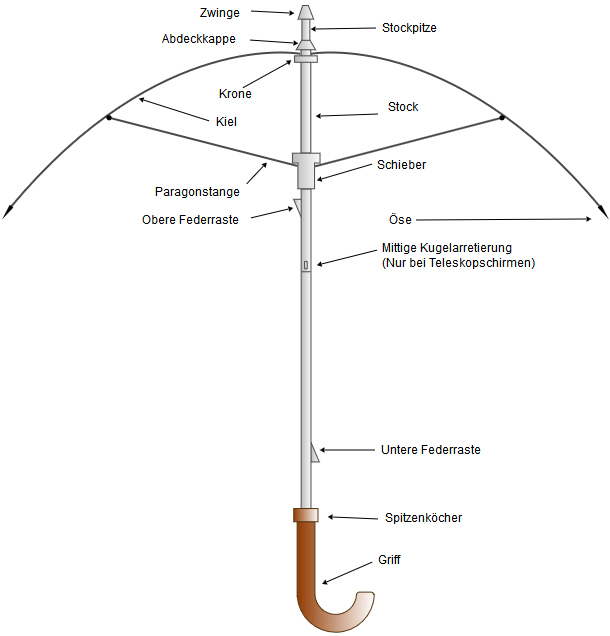 Zwinge
Stockpitze
Abdeckkappe
Krone
Stock
Kiel
Schieber
Paragonstange
Obere Federraste
Öse
Mittige Kugelarretierung
(Nur bei Teleskopschirmen)
Untere Federraste
Spitzenköcher
Griff